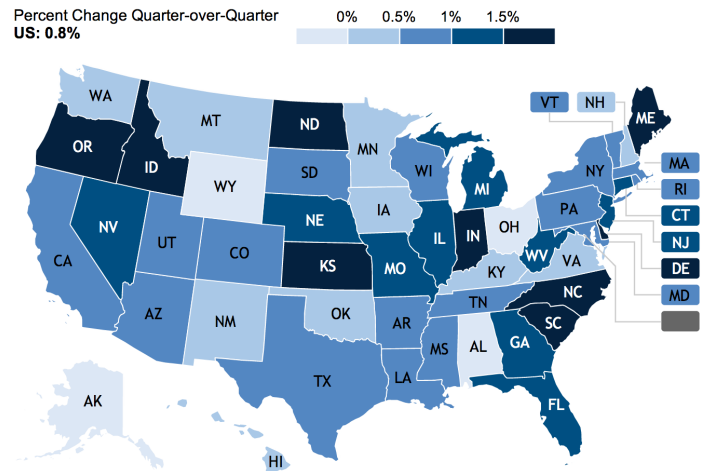 Percent Change Quarter-over-Quarter
US: 0.8%
0% 0.5% 1% 1.5%
WA
VT NH
ME
MT
ND
MN
OR
ID
WI
NY
MA
SD
WY
MI
RI
IA
PA
CT
NE
NV
IL
IN
OH
NJ
UT
CO
WV
VA
CA
KS
MO
KY
DE
NC
MD
TN
AZ
NM
OK
AR
SC
MS
AL
GA
TX
LA
AK
FL
HI